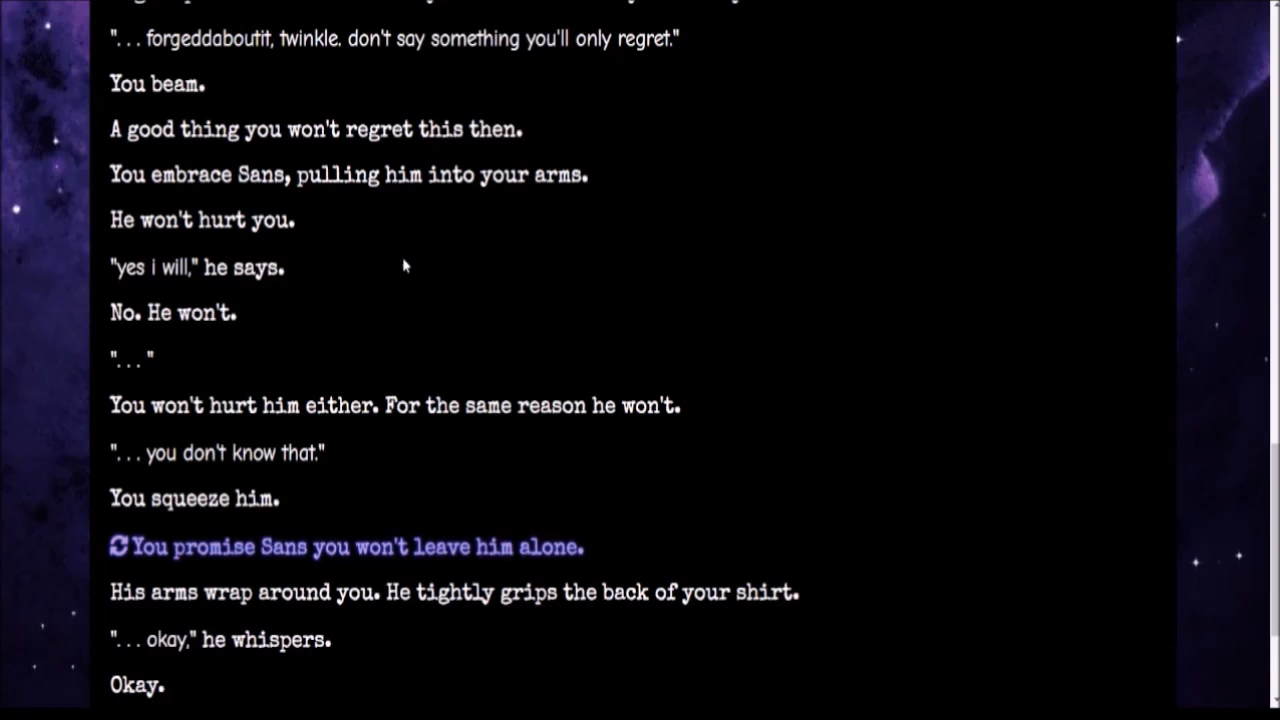 ". . . forgeddaboutit, twinkle. don't say something you'll only regret."
You beam.
A good thing you won't regret this then.
You embrace Sans, pulling him into your arms.
He won't hurt you.
"yes i will," he says.
No. He won't.
". . . "
You won't hurt him either. For the same reason he won't.
". . . you don't know that."
You squeeze him.
You promise Sans you won't leave him alone.
His arms wrap around you. He tightly grips the back of your shirt.
". . . okay," he whispers.
Okay.